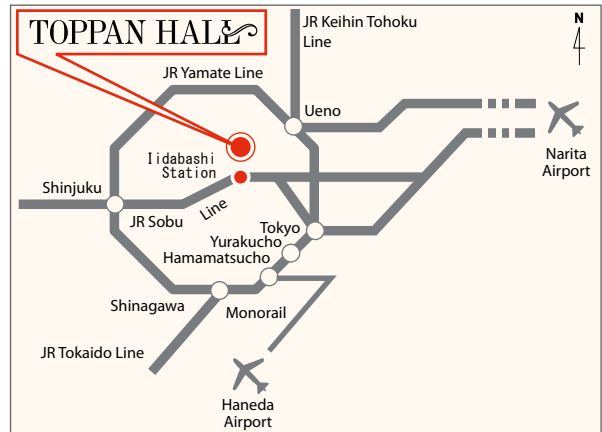 TOPPAN HALL
N
JR Keihin Tohoku
Line
JR Yamate Line
Ueno
Iidabashi
Station
Narita
Airport
Shinjuku
JR Sobu
Line
Tokyo
Yurakucho
Hamamatsucho
Shinagawa
Monorail
JR Tokaido Line
Haneda
Airport